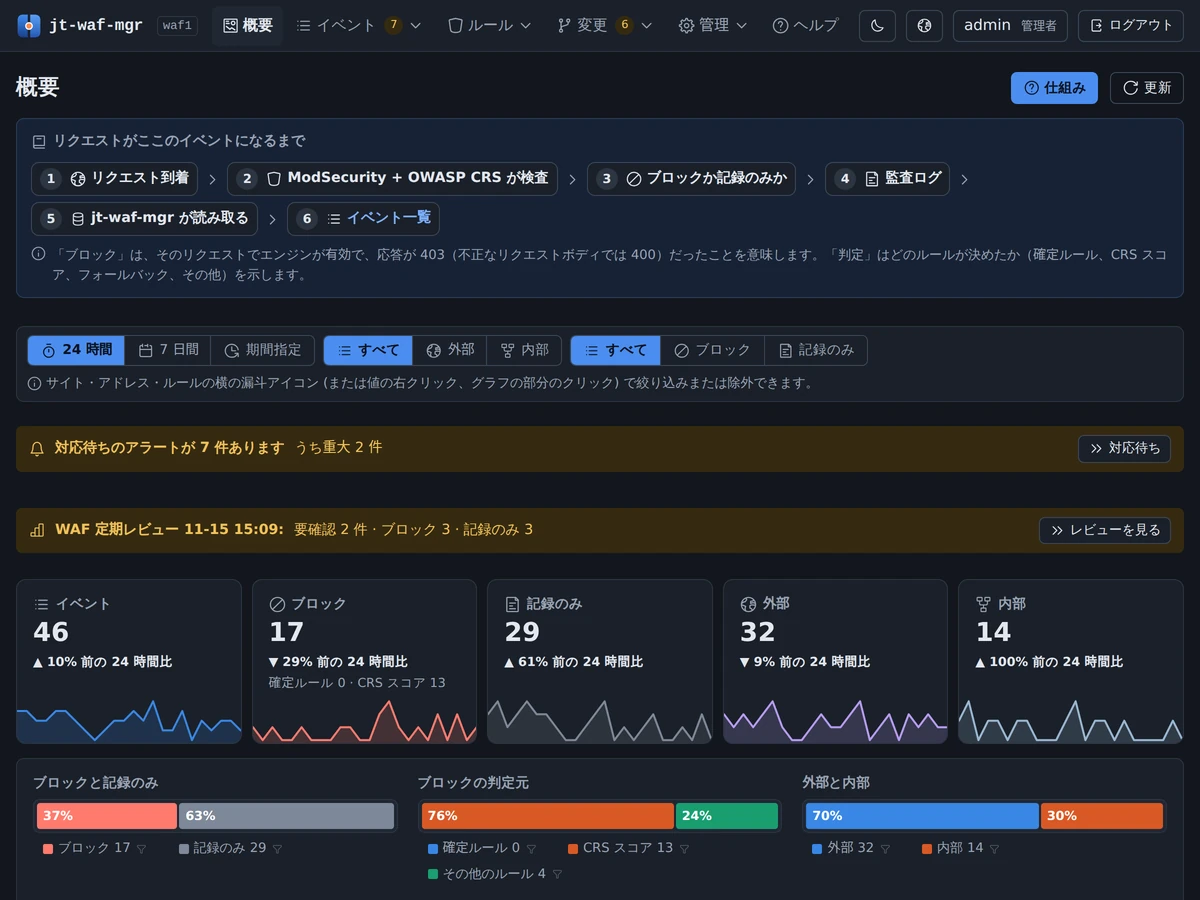 jt-waf-mgr waf1 概要 イベント 7 ルール 変更 6 管理 ヘルプ admin 管理者 ログアウト
概要 仕組み 更新
リクエストがここのイベントになるまで
1 リクエスト到着 2 ModSecurity + OWASP CRS が検査 3 ブロックか記録のみか 4 監査ログ
5 jt-waf-mgr が読み取る 6 イベント一覧
「ブロック」は、そのリクエストでエンジンが有効で、応答が 403（不正なリクエストボディでは 400）だったことを意味します。「判定」はどのルールが決めたか（確定ルール、CRS スコ
ア、フォールバック、その他）を示します。
24 時間 7 日間 期間指定 すべて 外部 内部 すべて ブロック 記録のみ
サイト・アドレス・ルールの横の漏斗アイコン (または値の右クリック、グラフの部分のクリック) で絞り込みまたは除外できます。
対応待ちのアラートが 7 件あります うち重大 2 件 対応待ち
WAF 定期レビュー 11-15 15:09: 要確認 2 件 · ブロック 3 · 記録のみ 3 レビューを見る
イベント ブロック 記録のみ 外部 内部
46 17 29 32 14
▲ 10% 前の 24 時間比 ▼ 29% 前の 24 時間比 ▲ 61% 前の 24 時間比 ▼ 9% 前の 24 時間比 ▲ 100% 前の 24 時間比
確定ルール 0 · CRS スコア 13
ブロックと記録のみ ブロックの判定元 外部と内部
37% 63% 76% 24% 70% 30%
ブロック 17 記録のみ 29 確定ルール 0 CRS スコア 13 外部 32 内部 14
その他のルール 4